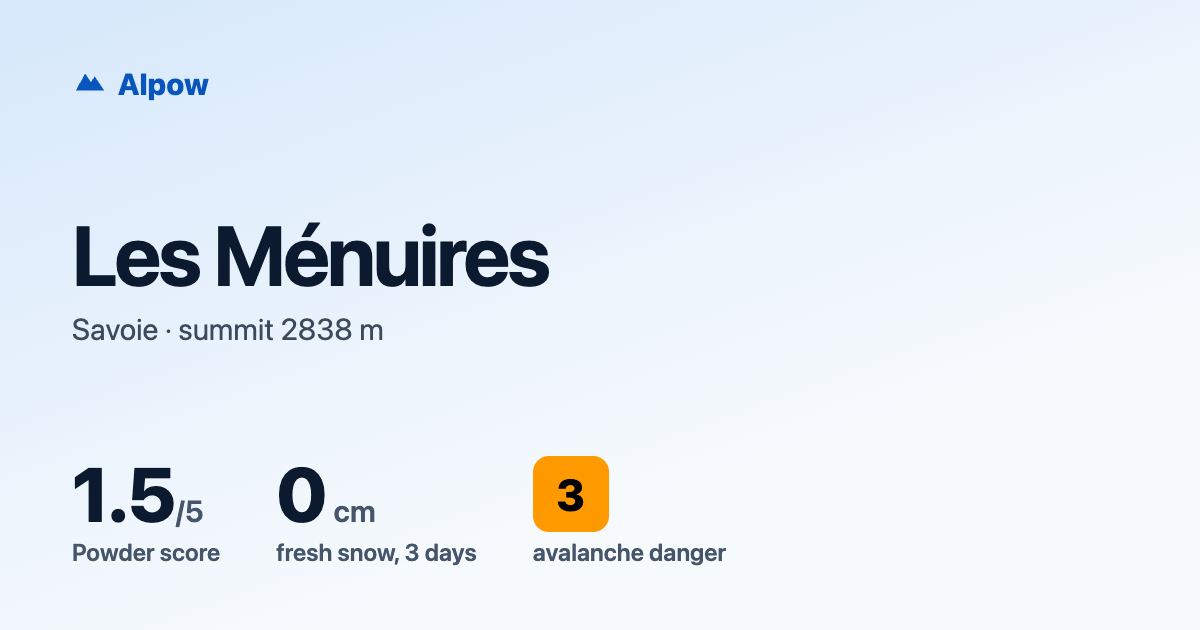 Alpow
Les Ménuires
Savoie · summit 2838 m
1.5/5 0 cm 3
Powder score fresh snow, 3 days avalanche danger